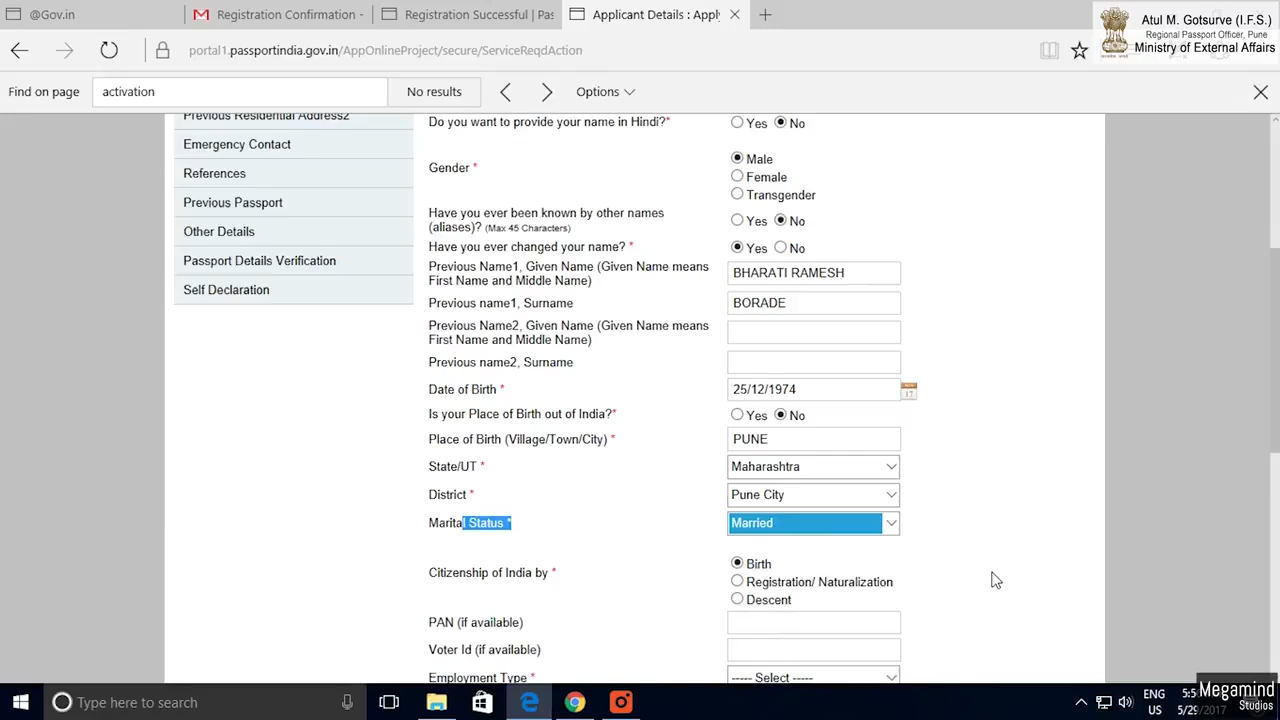 @Gov.in
Registration Confirmation -
Registration Successful | Pas
Applicant Details : Apply
portal1.passportindia.gov.in/AppOnlineProject/secure/ServiceReqdAction
Atul M. Gotsurve (I.F.S.)
Regional Passport Officer, Pune
Ministry of External Affairs
Find on page
activation
No results
Options
Previous Residential Address2
Emergency Contact
References
Previous Passport
Other Details
Passport Details Verification
Self Declaration
Do you want to provide your name in Hindi?*
Yes No
Gender *
Male
Female
Transgender
Have you ever been known by other names
(aliases)? (Max 45 Characters)
Yes No
Have you ever changed your name? *
Yes No
Previous Name1, Given Name (Given Name means
First Name and Middle Name)
BHARATI RAMESH
Previous name1, Surname
BORADE
Previous Name2, Given Name (Given Name means
First Name and Middle Name)
Previous name2, Surname
Date of Birth *
25/12/1974
17
Is your Place of Birth out of India?*
Yes No
Place of Birth (Village/Town/City) *
PUNE
State/UT *
Maharashtra
District *
Pune City
Marital Status *
Married
Citizenship of India by *
Birth
Registration/ Naturalization
Descent
PAN (if available)
Voter Id (if available)
Employment Type *
----- Select -----
Type here to search
ENG
US
5:5
/2017
Megamind
Studios